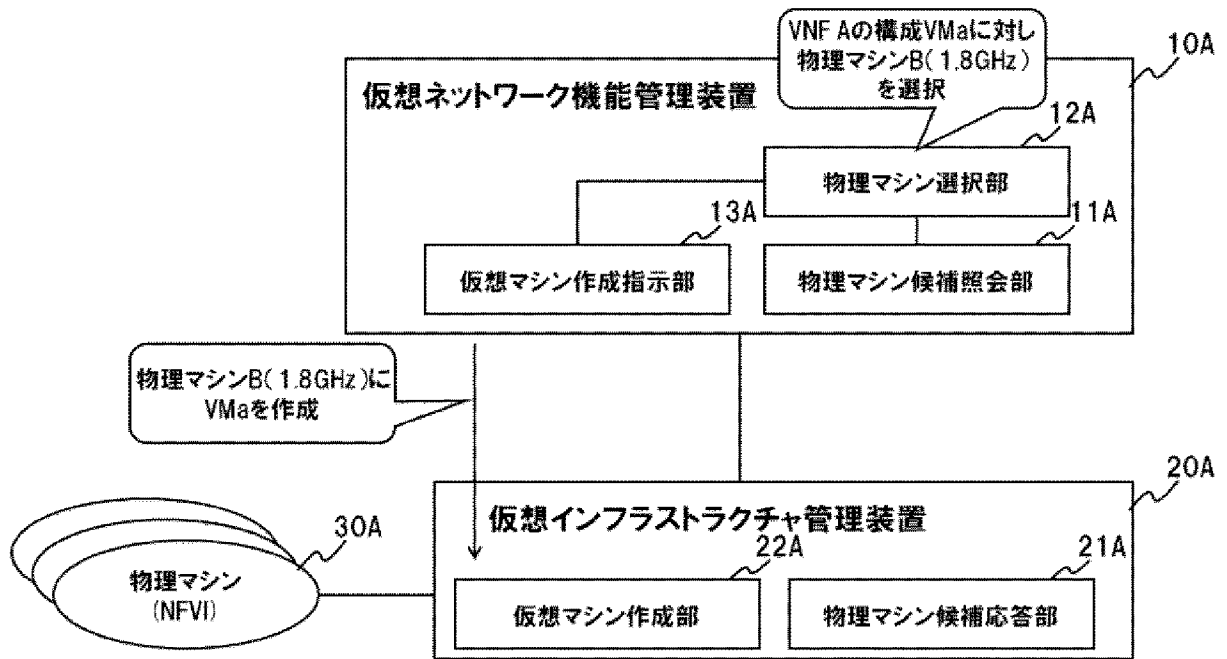 VNF Aの構成VMaに対し
物理マシンB(1.8GHz)
を選択
10A
仮想ネットワーク機能管理装置
12A
物理マシン選択部
13A
11A
仮想マシン作成指示部
物理マシン候補照会部
物理マシンB(1.8GHz)に
VMaを作成
20A
仮想インフラストラクチャ管理装置
30A
22A
21A
物理マシン
(NFVI)
仮想マシン作成部
物理マシン候補応答部